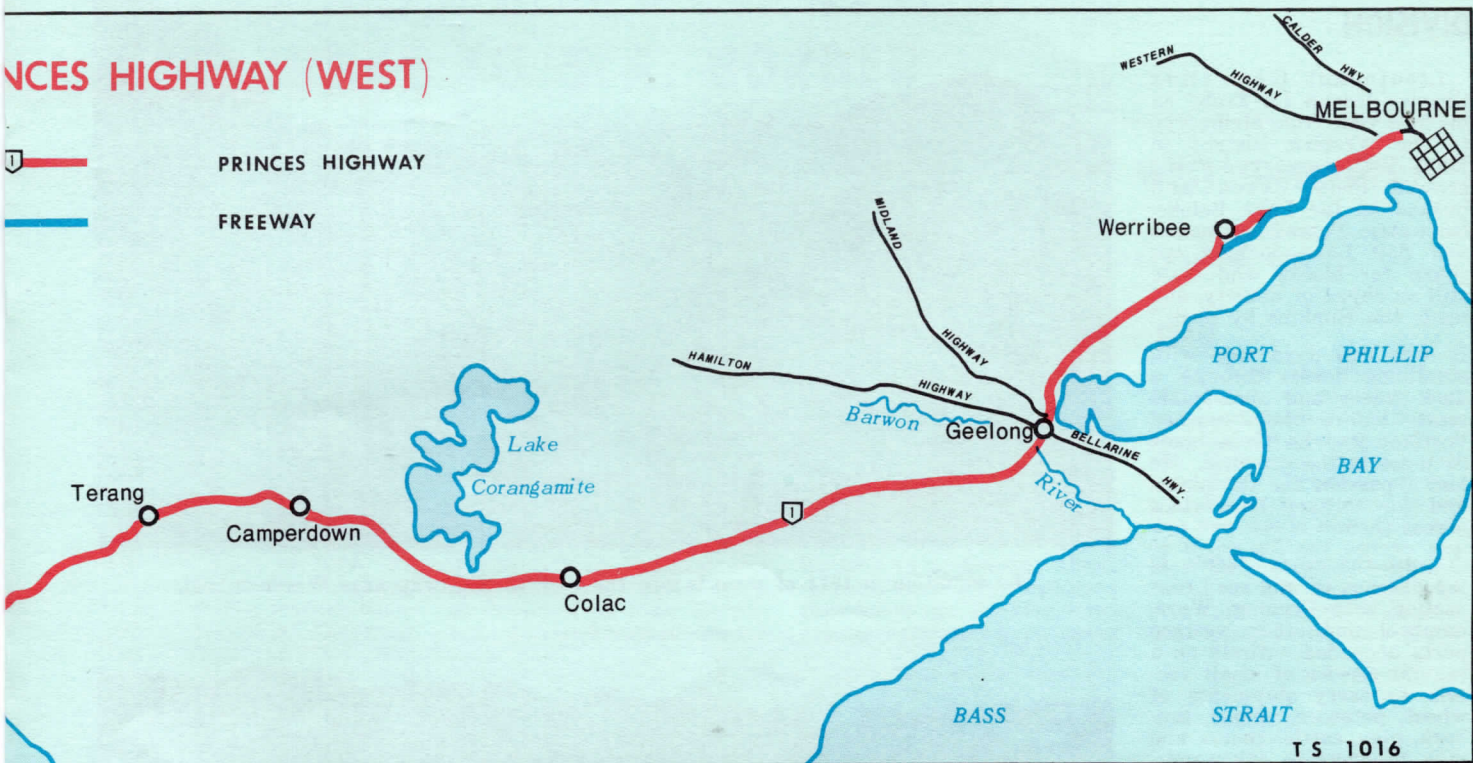 NCES HIGHWAY (WEST)
1
PRINCES HIGHWAY
FREEWAY
CALDER HWY.
WESTERN HIGHWAY
MELBOURNE
MIDLAND HIGHWAY
Werribee
HAMILTON HIGHWAY
PORT PHILLIP
BAY
Barwon
River
Geelong
BELLARINE HWY.
Lake
Corangamite
1
Terang
Camperdown
Colac
BASS STRAIT
TS 1016